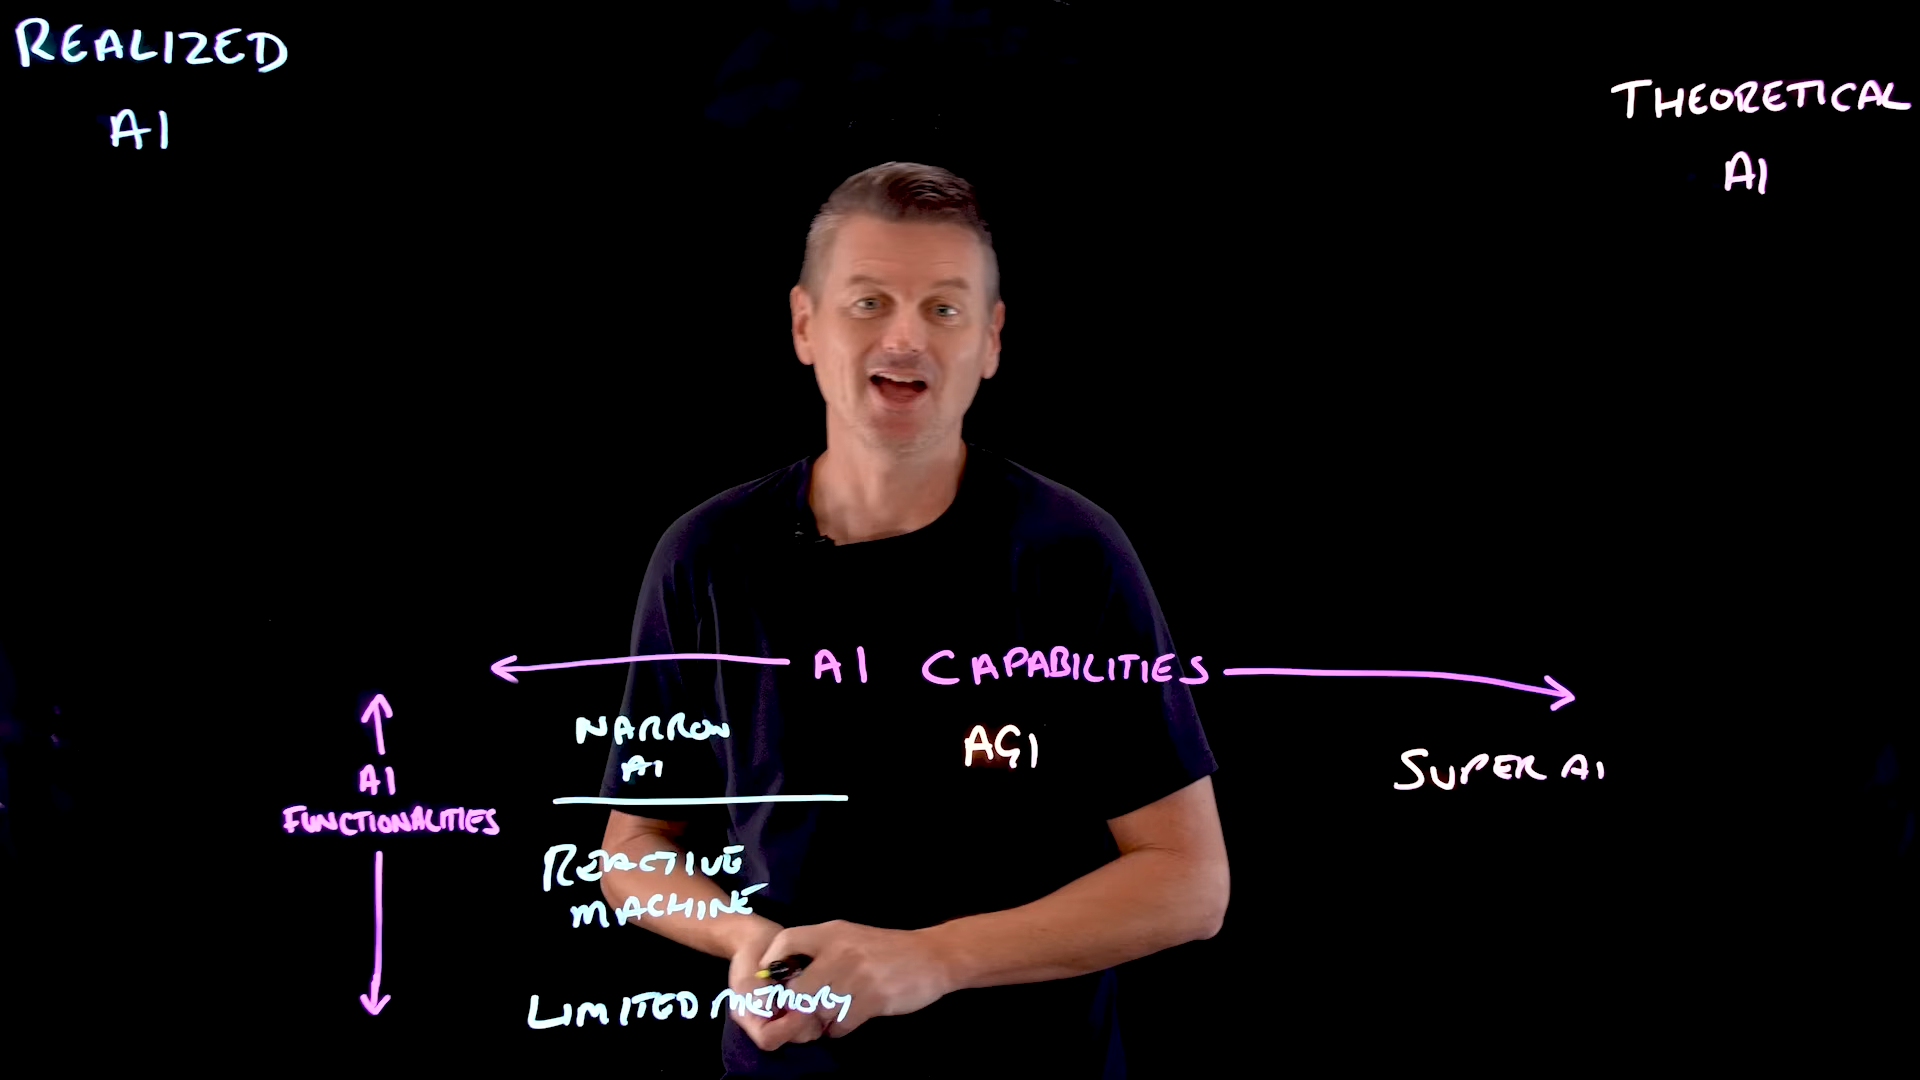 REALIZED
AI
THEORETICAL
AI
AI CAPABILITIES
NARROW
AI
AGI
SUPER AI
AI
FUNCTIONALITIES
REACTIVE
MACHINE
LIMITED MEMORY